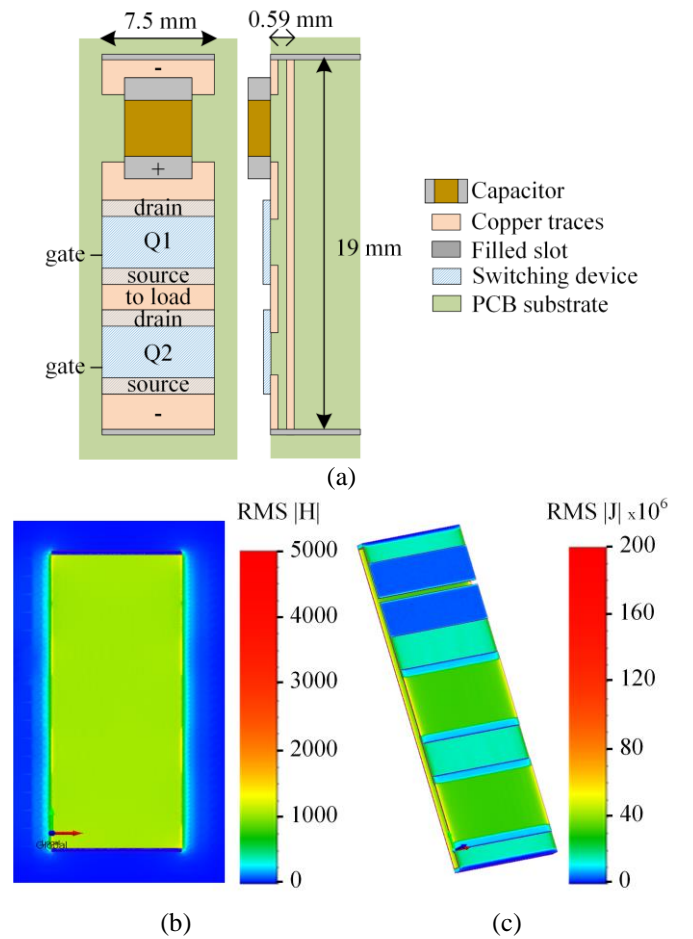 7.5 mm
0.59 mm
-
+
drain
Q1
gate
source
to load
drain
Q2
gate
source
-
19 mm
Capacitor
Copper traces
Filled slot
Switching device
PCB substrate
(a)
RMS |H|
5000
4000
3000
2000
1000
0
Global
(b)
RMS |J| x10⁶
200
160
120
80
40
0
(c)